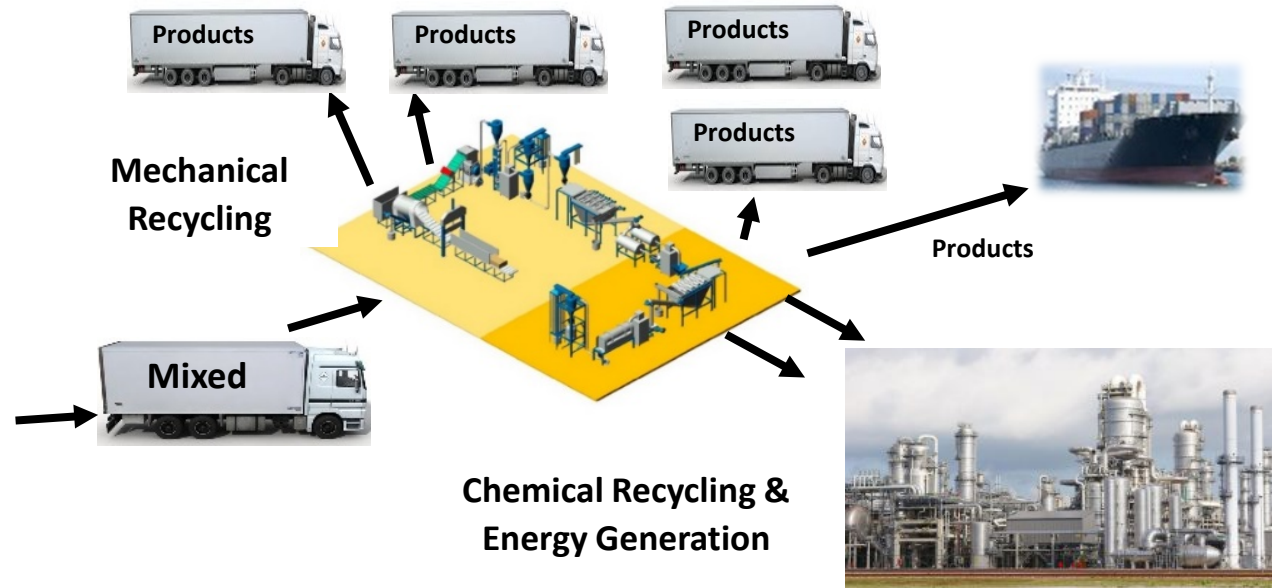 Products
Products
Products
Products
Mechanical
Recycling
Products
Mixed
Chemical Recycling &
Energy Generation